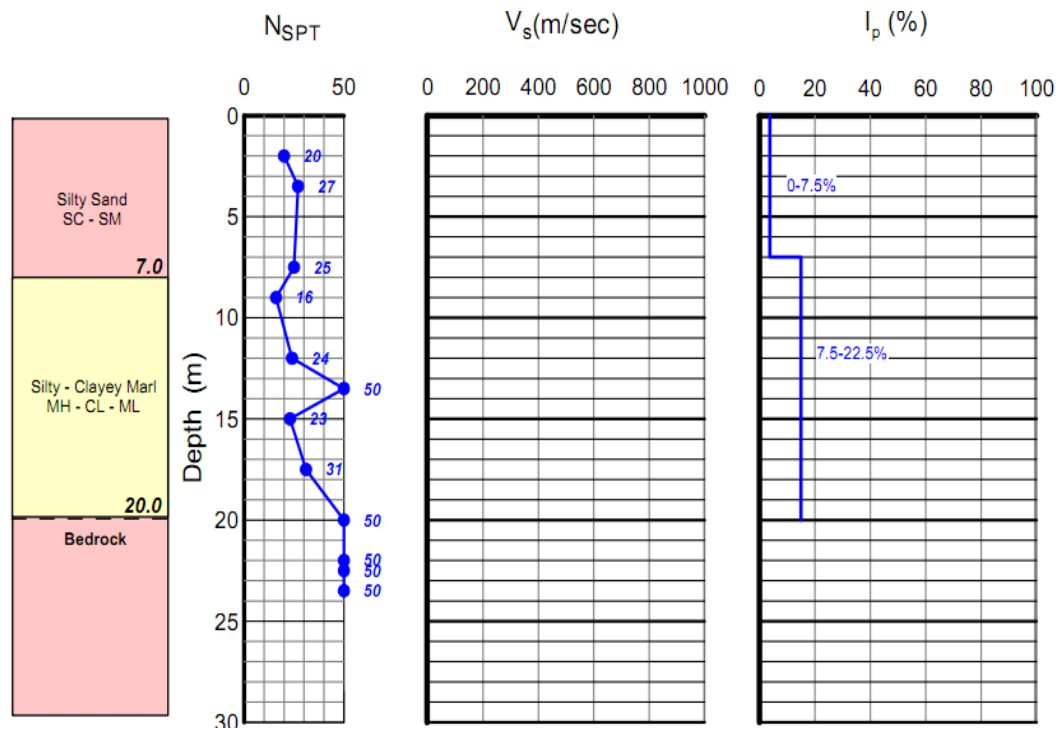 N_SPT
V_s(m/sec)
I_p (%)
0 50
0 200 400 600 800 1000
0 20 40 60 80 100
Silty Sand
SC - SM
7.0
Silty - Clayey Marl
MH - CL - ML
20.0
Bedrock
Depth (m)
0
5
10
15
20
25
30
20
27
25
16
24
50
23
31
50
50
50
50
0-7.5%
7.5-22.5%